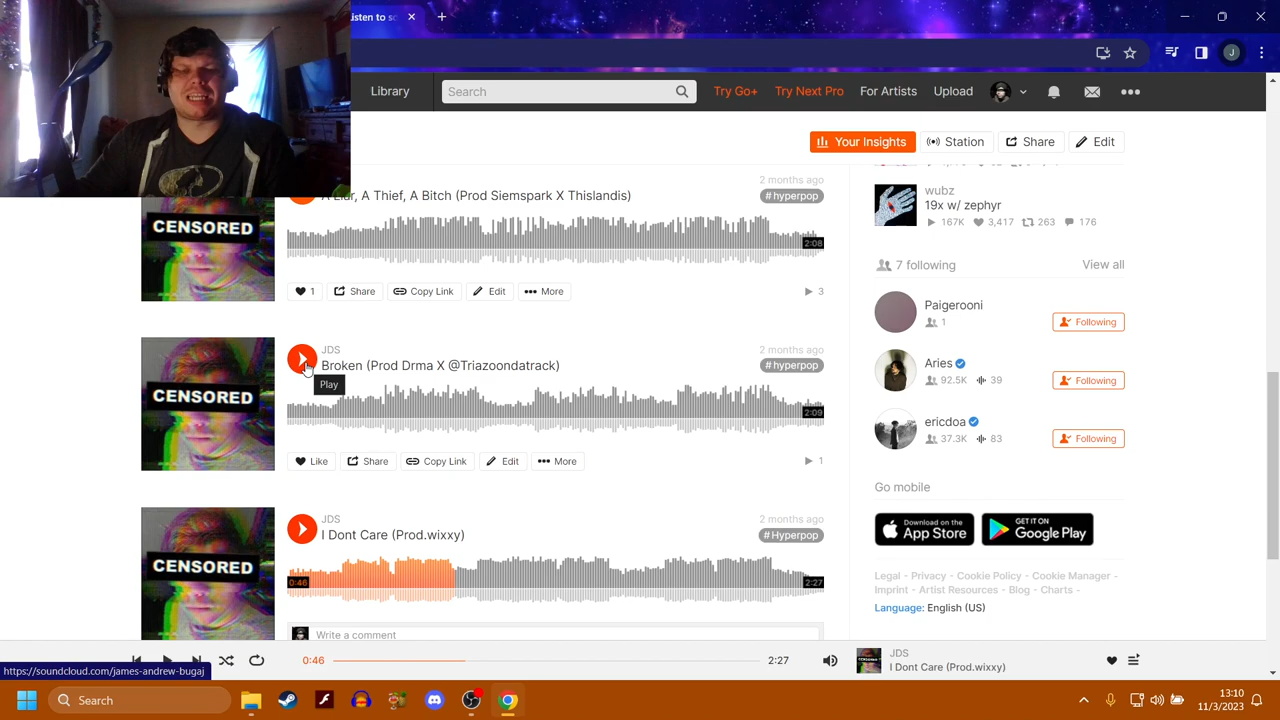 isten to so
J
Library
Search
Try Go+
Try Next Pro
For Artists
Upload
Your Insights
Station
Share
Edit
2 months ago
A Liar, A Thief, A Bitch (Prod Siemspark X Thislandis)
# hyperpop
CENSORED
2:08
1
Share
Copy Link
Edit
More
3
JDS
2 months ago
Broken (Prod Drma X @Triazoondatrack)
# hyperpop
Play
CENSORED
2:09
Like
Share
Copy Link
Edit
More
1
JDS
2 months ago
I Dont Care (Prod.wixxy)
# Hyperpop
CENSORED
0:46
2:27
Write a comment
wubz
19x w/ zephyr
167K 3,417 263 176
7 following
View all
Paigerooni
1
Following
Aries
92.5K 39
Following
ericdoa
37.3K 83
Following
Go mobile
Download on the
App Store
GET IT ON
Google Play
Legal - Privacy - Cookie Policy - Cookie Manager -
Imprint - Artist Resources - Blog - Charts -
Language: English (US)
0:46
2:27
JDS
I Dont Care (Prod.wixxy)
https://soundcloud.com/james-andrew-bugaj
Search
13:10
11/3/2023